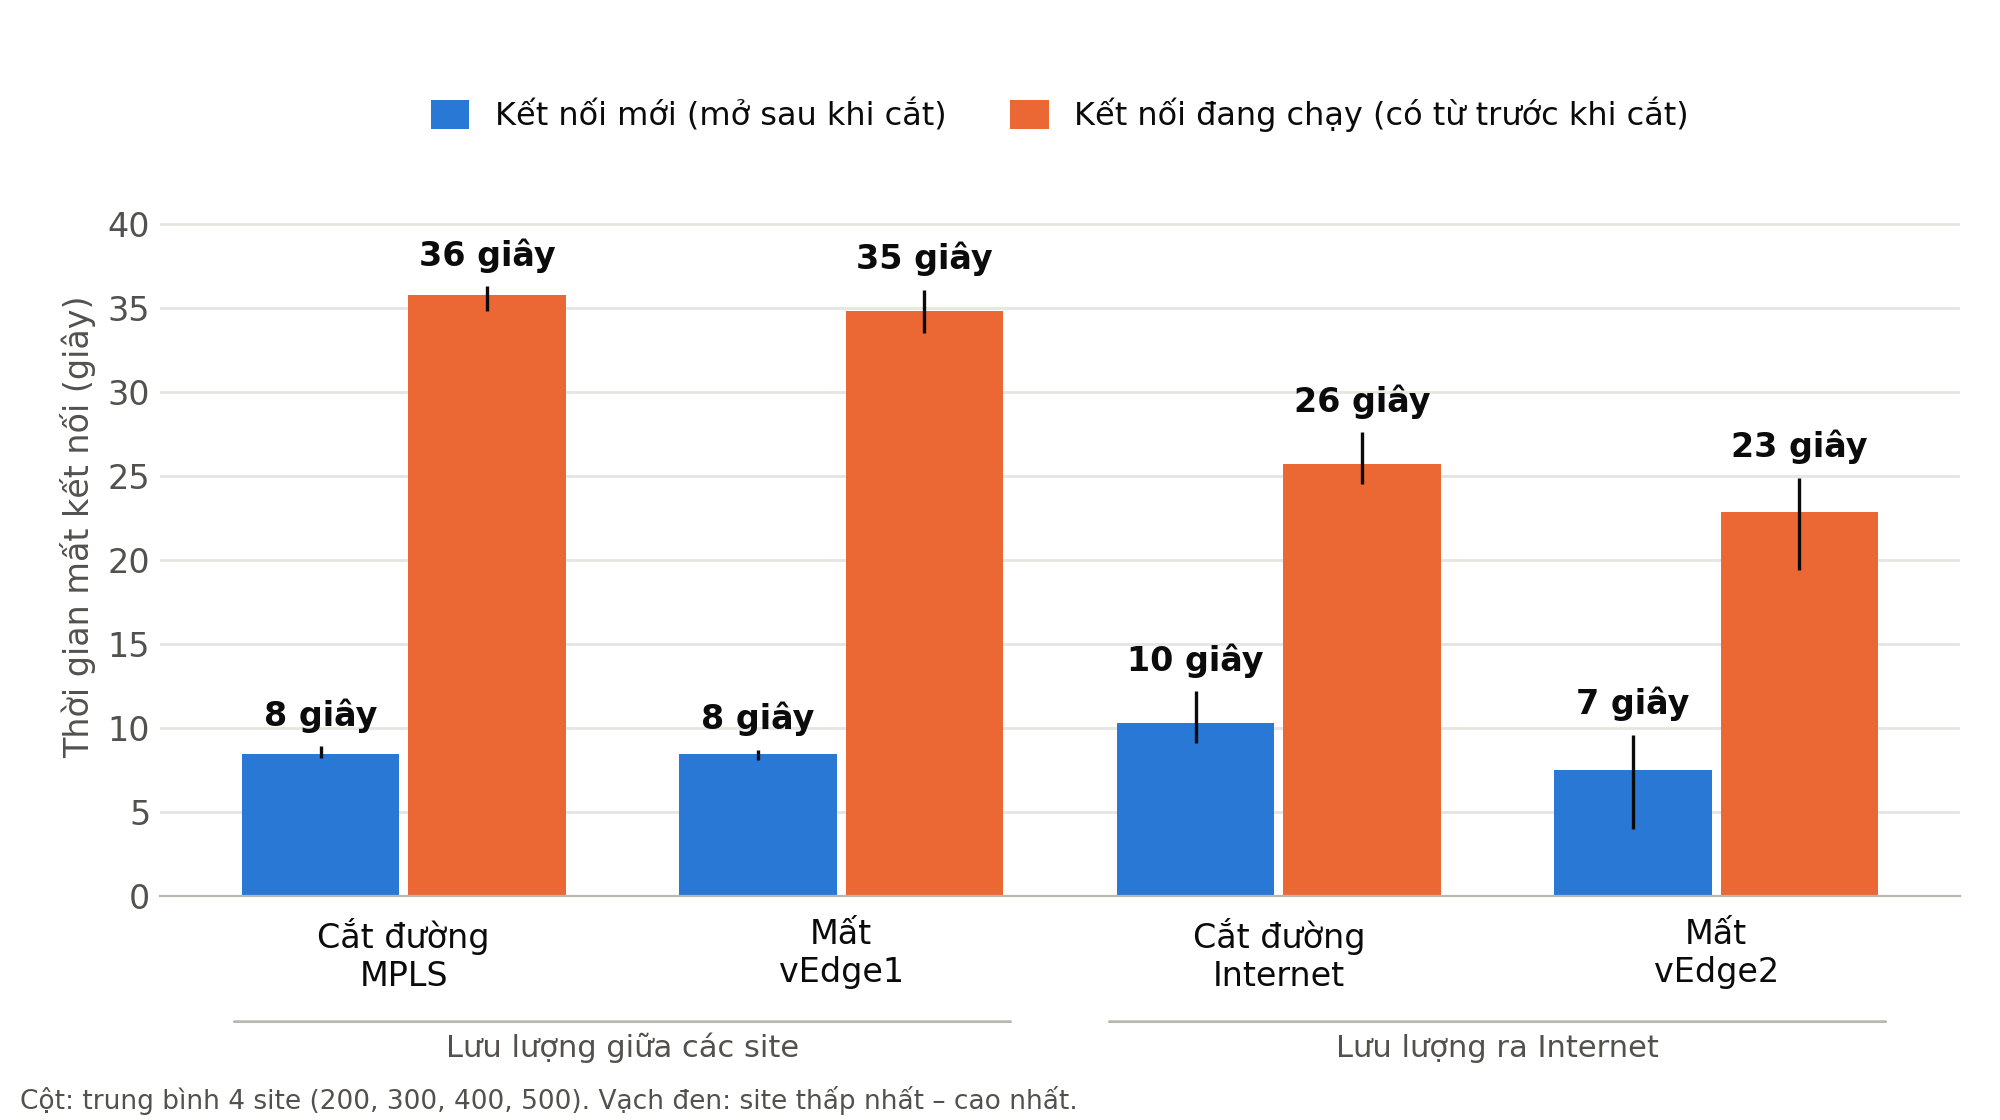 Kết nối mới (mở sau khi cắt)
Kết nối đang chạy (có từ trước khi cắt)
Thời gian mất kết nối (giây)
40
35
30
25
20
15
10
5
0
36 giây
35 giây
26 giây
23 giây
8 giây
8 giây
10 giây
7 giây
Cắt đường
MPLS
Mất
vEdge1
Cắt đường
Internet
Mất
vEdge2
Lưu lượng giữa các site
Lưu lượng ra Internet
Cột: trung bình 4 site (200, 300, 400, 500). Vạch đen: site thấp nhất – cao nhất.